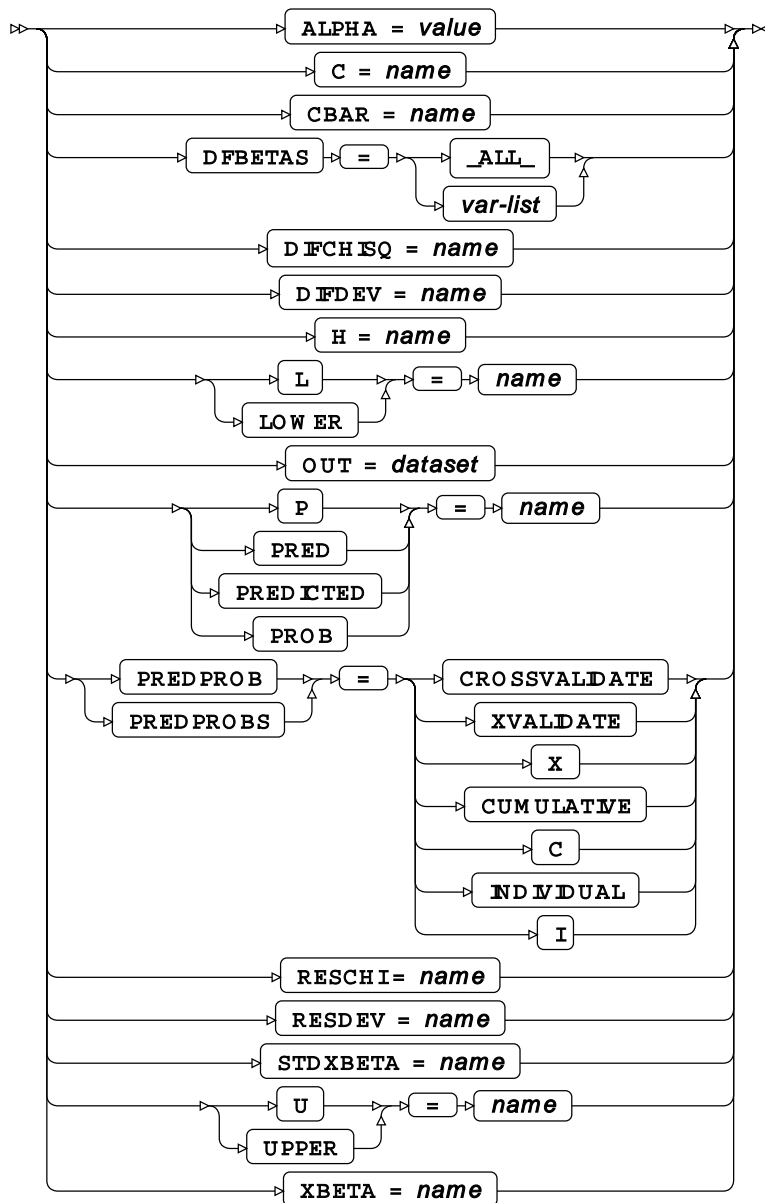 ALPHA = value
C = name
CBAR = name
DFBETAS = _ALL_
var-list
DIFCHISQ = name
DIFDEV = name
H = name
L = name
LOWER
OUT = dataset
P = name
PRED
PREDICTED
PROB
PREDPROB = CROSSVALIDATE
PREDPROBS XVALIDATE
X
CUMULATIVE
C
INDIVIDUAL
I
RESCHI= name
RESDEV = name
STDXBETA = name
U = name
UPPER
XBETA = name